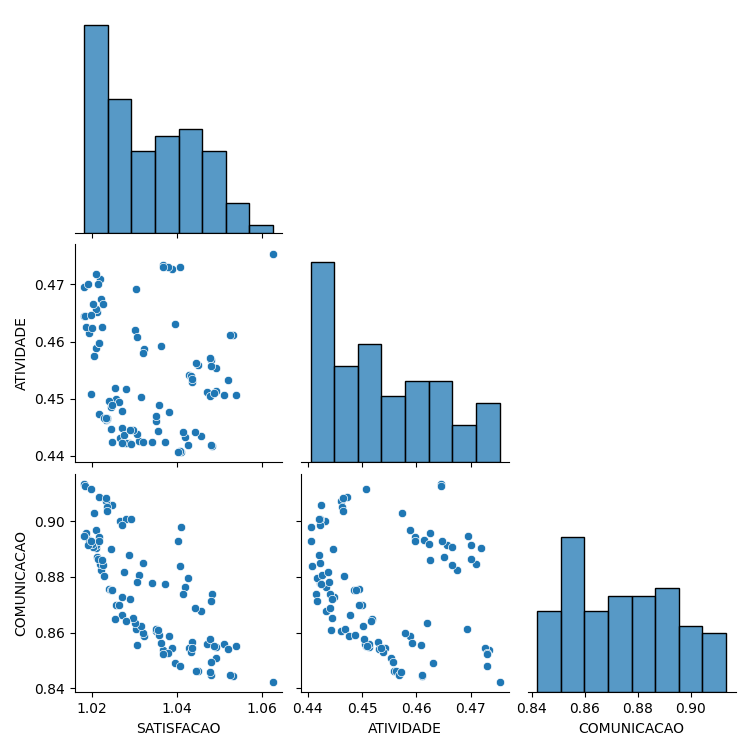 0.47
0.46
0.45
0.44
ATIVIDADE
0.90
0.88
0.86
0.84
COMUNICACAO
1.02 1.04 1.06
SATISFACAO
0.44 0.45 0.46 0.47
ATIVIDADE
0.84 0.86 0.88 0.90
COMUNICACAO